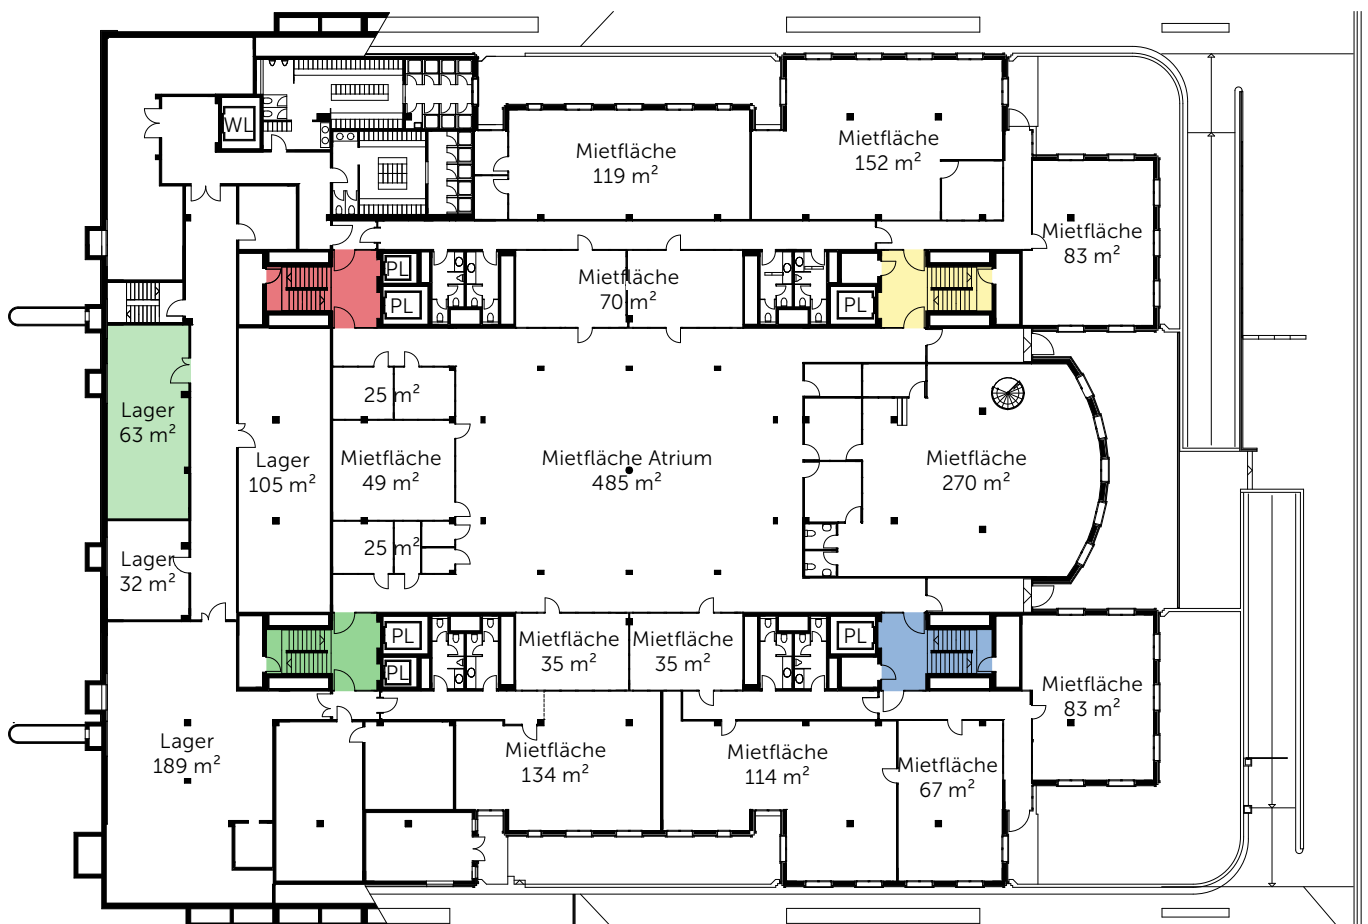 WL
Mietfläche
119 m²
Mietfläche
152 m²
Mietfläche
83 m²
PL
PL
Mietfläche
70 m²
PL
Lager
63 m²
25 m²
Lager
105 m²
Mietfläche
49 m²
Mietfläche Atrium
485 m²
Mietfläche
270 m²
25 m²
Lager
32 m²
PL
PL
Mietfläche
35 m²
Mietfläche
35 m²
PL
Mietfläche
83 m²
Lager
189 m²
Mietfläche
134 m²
Mietfläche
114 m²
Mietfläche
67 m²